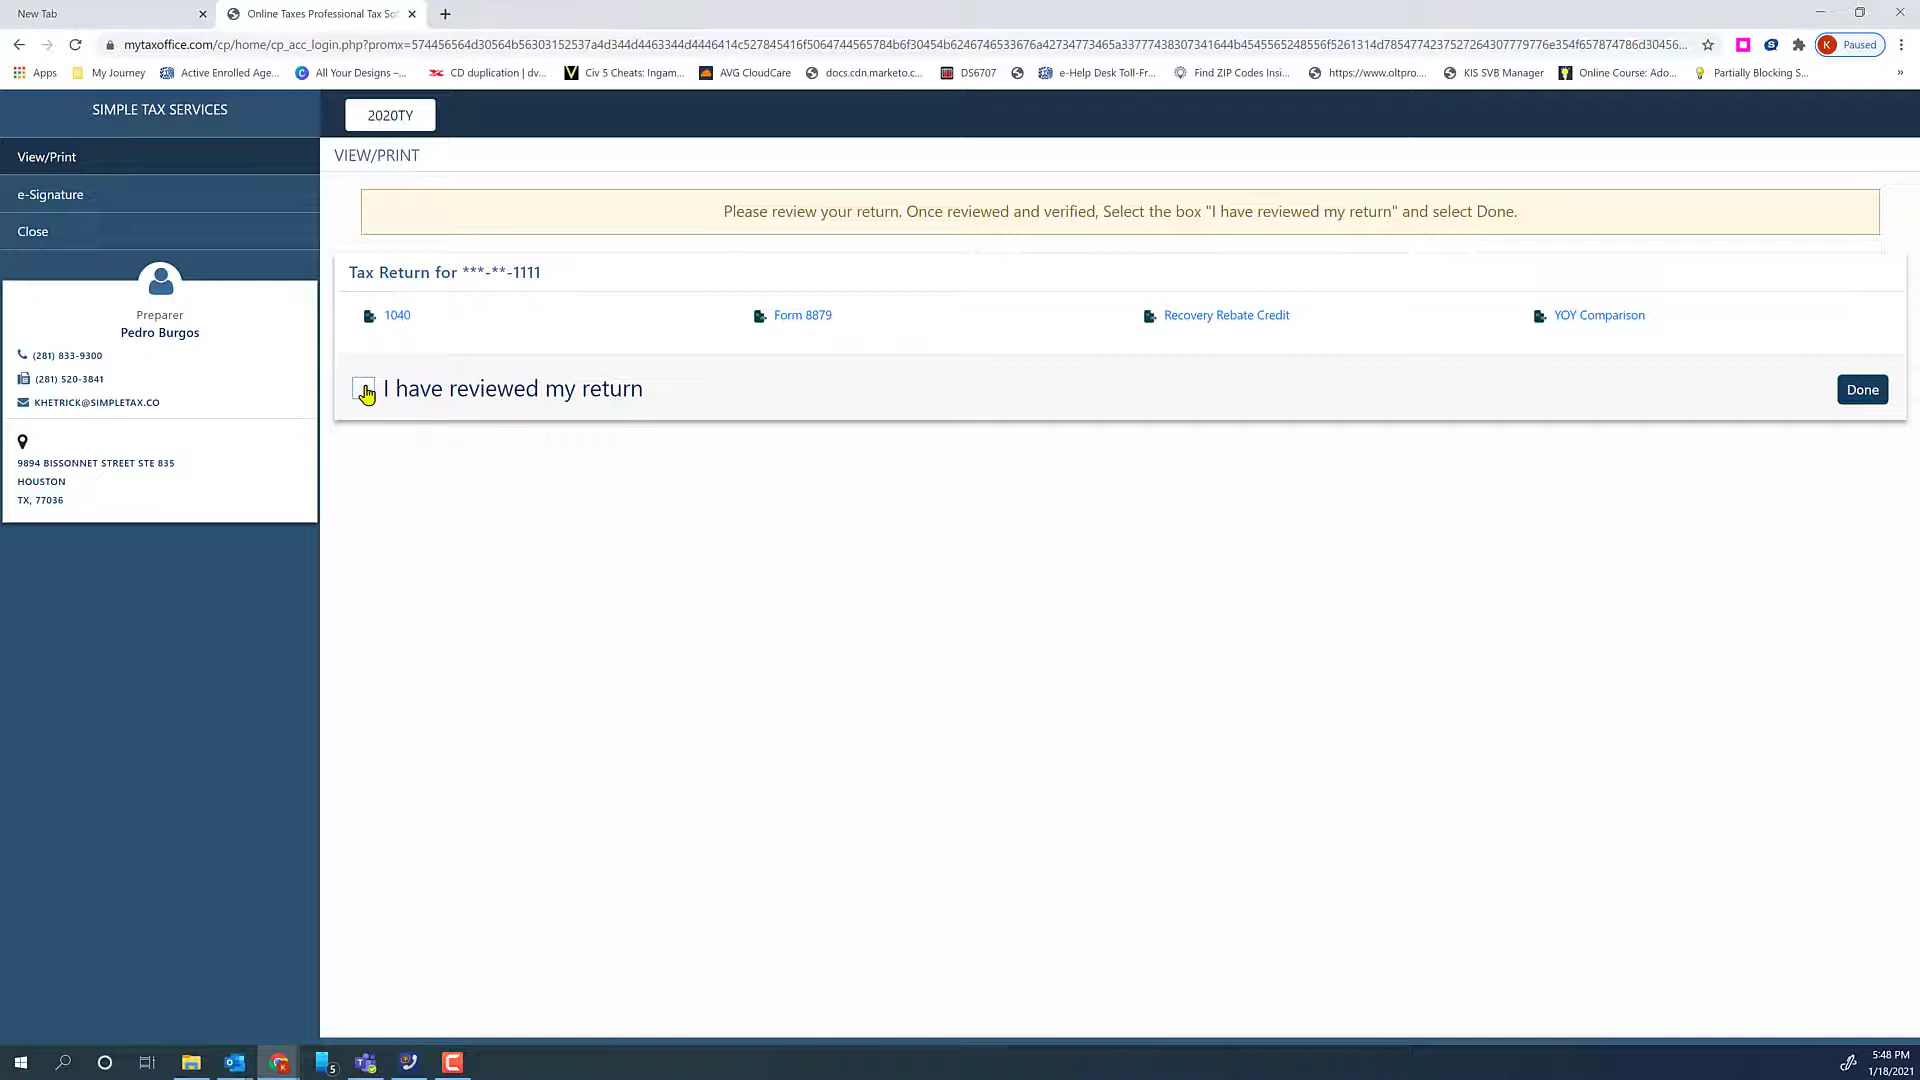 New Tab
Online Taxes Professional Tax Sof
mytaxoffice.com/cp/home/cp_acc_login.php?promx=
Paused
Apps
My Journey
Active Enrolled Age...
All Your Designs –...
CD duplication | dv...
Civ 5 Cheats: Ingam...
AVG CloudCare
docs.cdn.marketo.c...
DS6707
e-Help Desk Toll-Fr...
Find ZIP Codes Insi...
https://www.oltpro....
KIS SVB Manager
Online Course: Ado...
Partially Blocking S...
SIMPLE TAX SERVICES
2020TY
View/Print
e-Signature
Close
Preparer
Pedro Burgos
(281) 833-9300
(281) 520-3841
KHETRICK@SIMPLETAX.CO
9894 BISSONNET STREET STE 835
HOUSTON
TX, 77036
VIEW/PRINT
Please review your return. Once reviewed and verified, Select the box "I have reviewed my return" and select Done.
Tax Return for ***-**-1111
1040
Form 8879
Recovery Rebate Credit
YOY Comparison
I have reviewed my return
Done
5
5:48 PM
1/18/2021